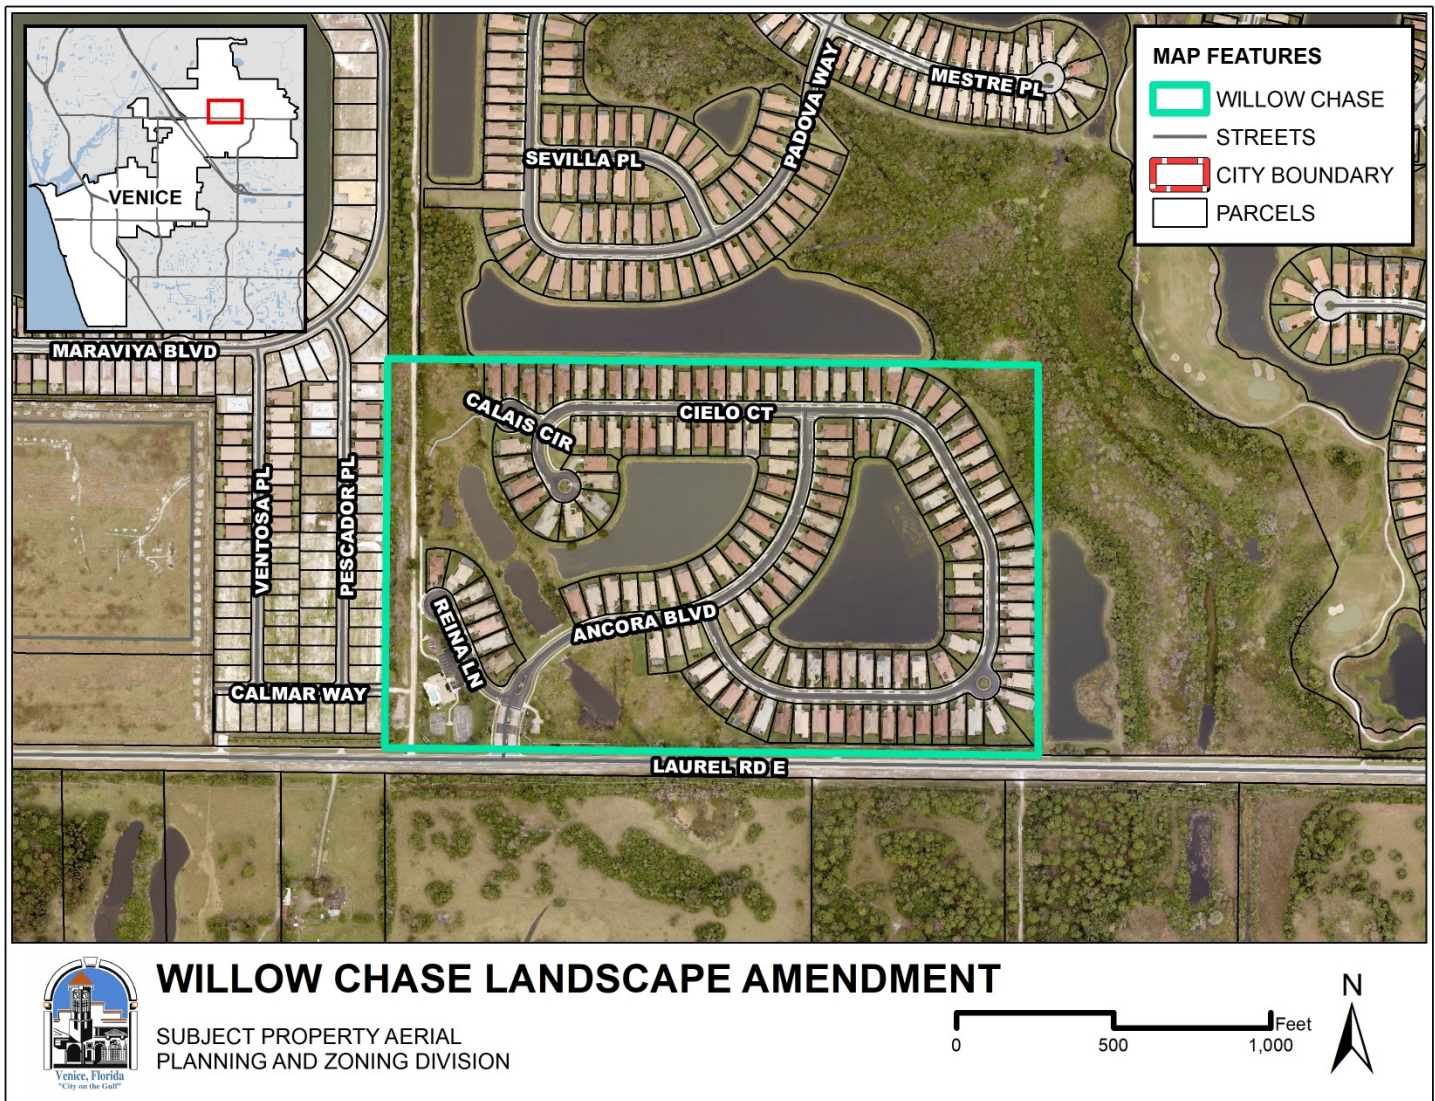 VENICE
MAP FEATURES
WILLOW CHASE
STREETS
CITY BOUNDARY
PARCELS
MESTRE PL
PADOVA WAY
SEVILLA PL
MARAVIYA BLVD
CALAIS CIR
CIELO CT
VENTOSA PL
PESCADOR PL
REINA LN
ANCORA BLVD
CALMAR WAY
LAUREL RD E
WILLOW CHASE LANDSCAPE AMENDMENT
SUBJECT PROPERTY AERIAL
PLANNING AND ZONING DIVISION
Venice, Florida
"City on the Gulf"
Feet
0 500 1,000
N